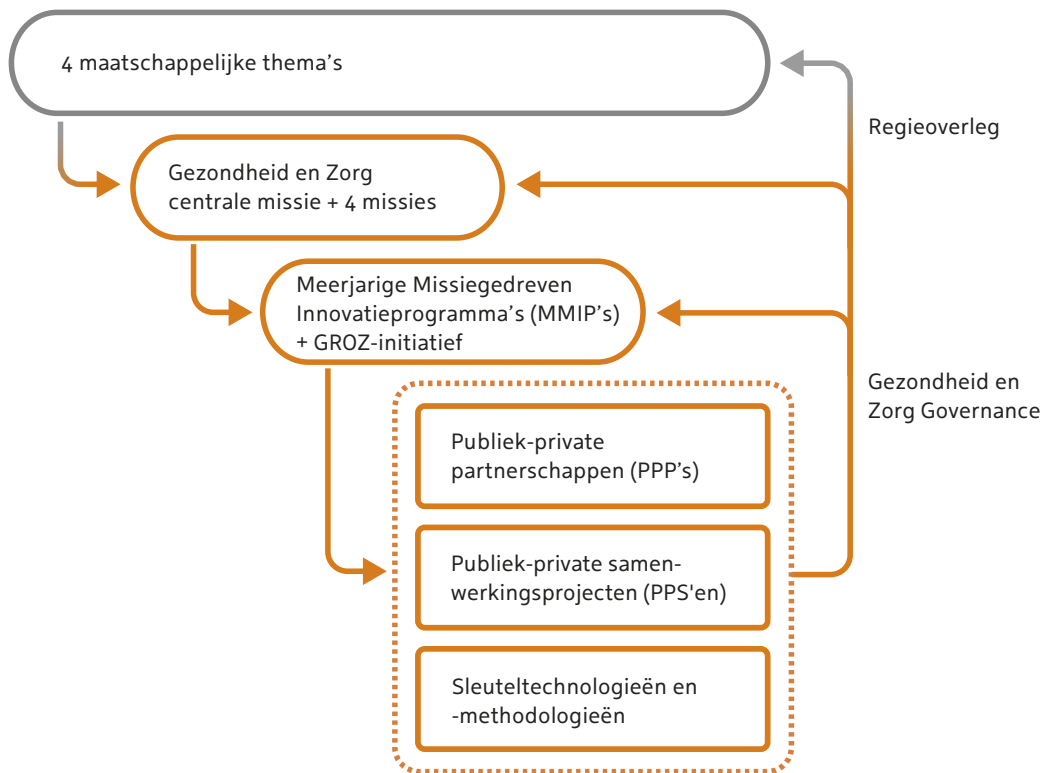 4 maatschappelijke thema’s
Regieoverleg
Gezondheid en Zorg
centrale missie + 4 missies
Meerjarige Missiegedreven
Innovatieprogramma’s (MMIP’s)
+ GROZ-initiatief
Gezondheid en
Zorg Governance
Publiek-private
partnerschappen (PPP’s)
Publiek-private samen-
werkingsprojecten (PPS'en)
Sleuteltechnologieën en
-methodologieën